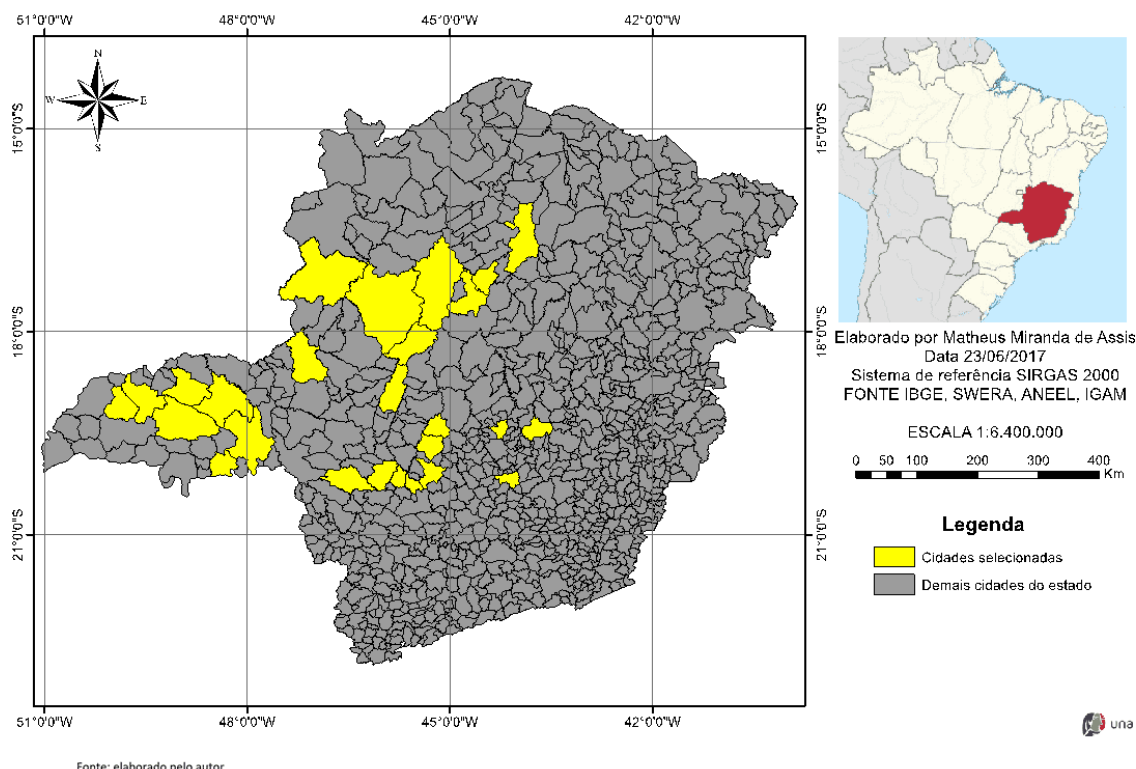 51°0'0"W 48°0'0"W 45°0'0"W 42°0'0"W
N
W E
S
15°0'0"S 15°0'0"S
18°0'0"S 18°0'0"S
21°0'0"S 21°0'0"S
51°0'0"W 48°0'0"W 45°0'0"W 42°0'0"W
Elaborado por Matheus Miranda de Assis
Data 23/06/2017
Sistema de referência SIRGAS 2000
FONTE IBGE, SWERA, ANEEL, IGAM
ESCALA 1:6.400.000
0 50 100 200 300 400
Km
Legenda
Cidades selecionadas
Demais cidades do estado
una
Fonte: elaborado pelo autor